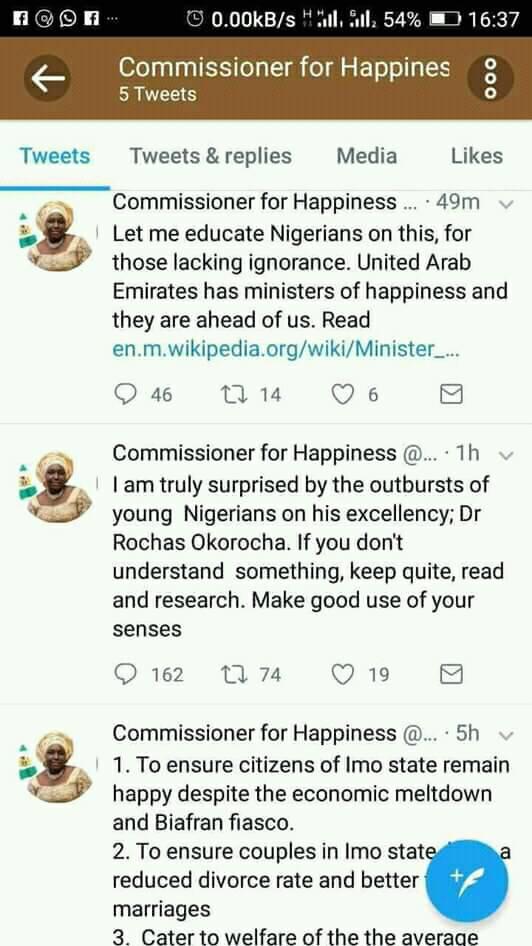 0.00kB/s H H G 2 54% 16:37
Commissioner for Happines
5 Tweets
Tweets Tweets & replies Media Likes
Commissioner for Happiness ... · 49m
Let me educate Nigerians on this, for
those lacking ignorance. United Arab
Emirates has ministers of happiness and
they are ahead of us. Read
en.m.wikipedia.org/wiki/Minister_...
46 14 6
Commissioner for Happiness @... · 1h
I am truly surprised by the outbursts of
young Nigerians on his excellency; Dr
Rochas Okorocha. If you don't
understand something, keep quite, read
and research. Make good use of your
senses
162 74 19
Commissioner for Happiness @... · 5h
1. To ensure citizens of Imo state remain
happy despite the economic meltdown
and Biafran fiasco.
2. To ensure couples in Imo state a
reduced divorce rate and better
marriages
3. Cater to welfare of the the average